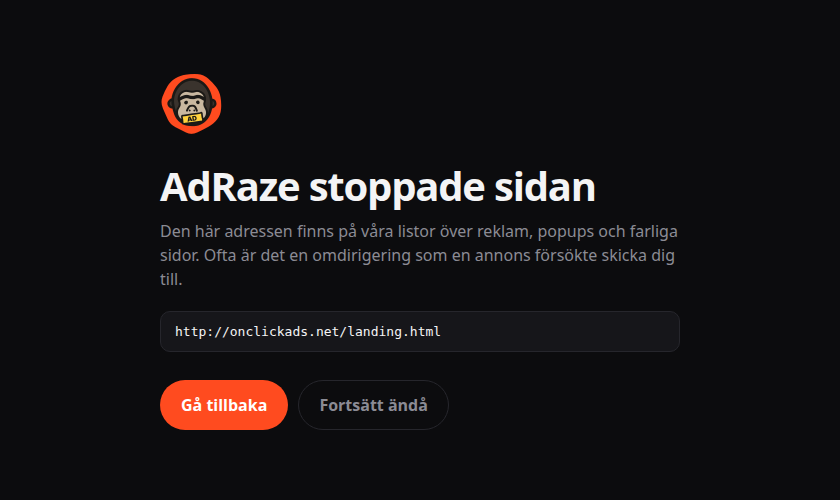 AD
AdRaze stoppade sidan
Den här adressen finns på våra listor över reklam, popups och farliga
sidor. Ofta är det en omdirigering som en annons försökte skicka dig
till.
http://onclickads.net/landing.html
Gå tillbaka
Fortsätt ändå